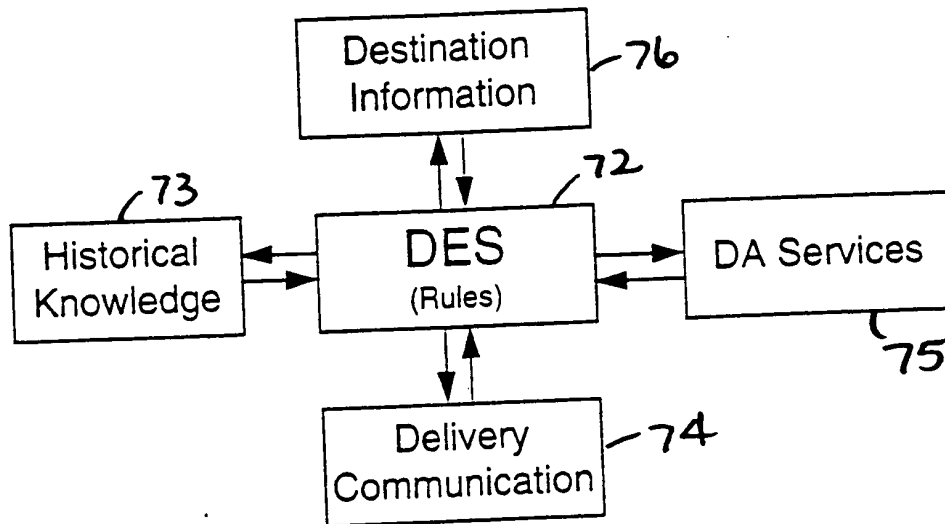 Destination
Information
76
73
72
Historical
Knowledge
DES
(Rules)
DA Services
75
Delivery
Communication
74